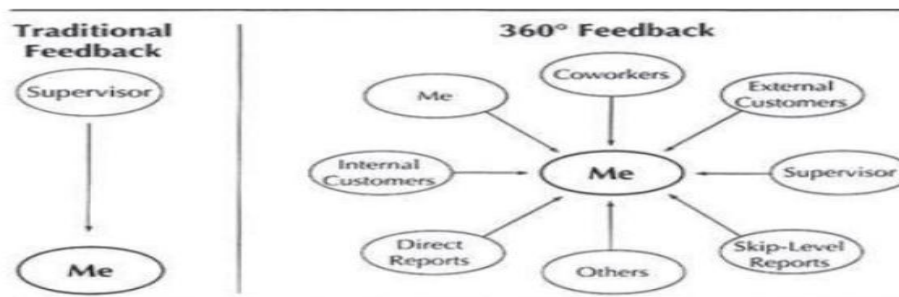 Traditional
Feedback
Supervisor
Me
360° Feedback
Coworkers
Me
External
Customers
Internal
Customers
Me
Supervisor
Direct
Reports
Others
Skip-Level
Reports